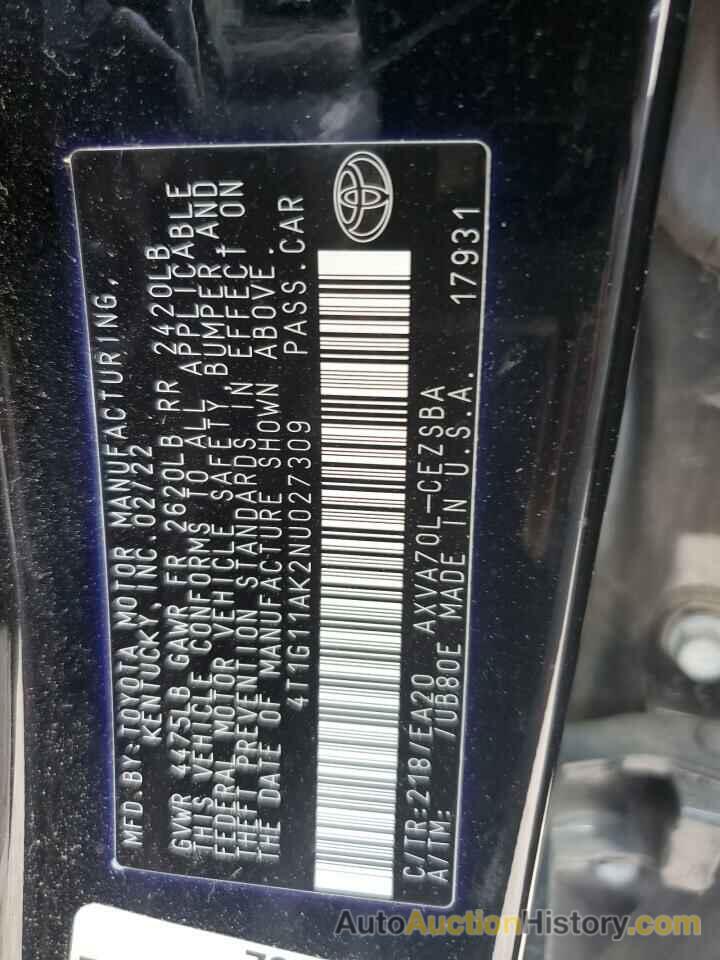 MFD.BY:TOYOTA MOTOR MANUFACTURING,
KENTUCKY, INC.02/22
GVWR 4475LB GAWR FR 2620LB RR 2420LB
THIS VEHICLE CONFORMS TO ALL APPLICABLE
FEDERAL MOTOR VEHICLE SAFETY,BUMPER,AND
THEFT PREVENTION STANDARDS IN EFFECT ON
THE DATE OF MANUFACTURE SHOWN ABOVE.
4T1G11AK2NU027309 PASS.CAR
C/TR:218/EA20 AXVA70L-CEZSBA
A/TM: /UB80E MADE IN U.S.A. 17931
AutoAuctionHistory.com